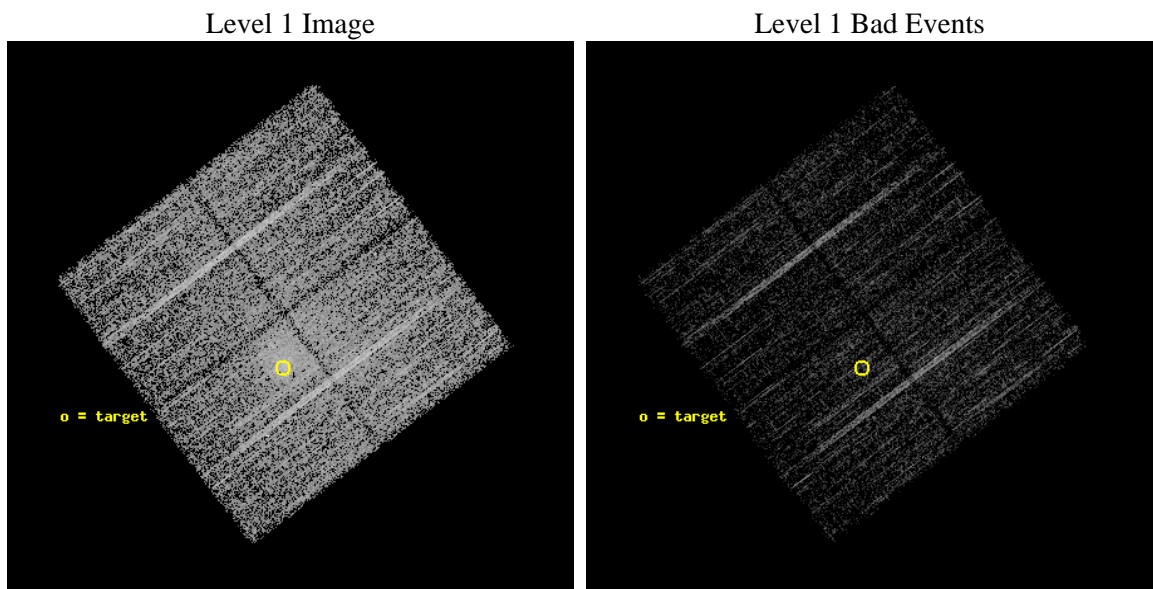 Level 1 Image
Level 1 Bad Events
o = target
o = target